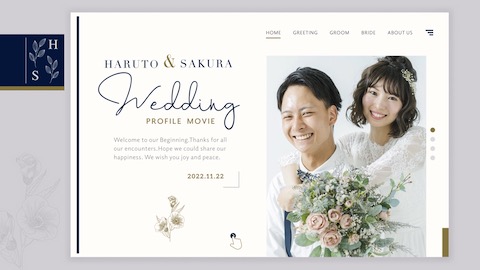 H
S
HOME GREETING GROOM BRIDE ABOUT US
HARUTO & SAKURA
Wedding
PROFILE MOVIE
Welcome to our Beginning.Thanks for all
our encounters.Hope we could share our
happiness. We wish you joy and peace.
2022.11.22